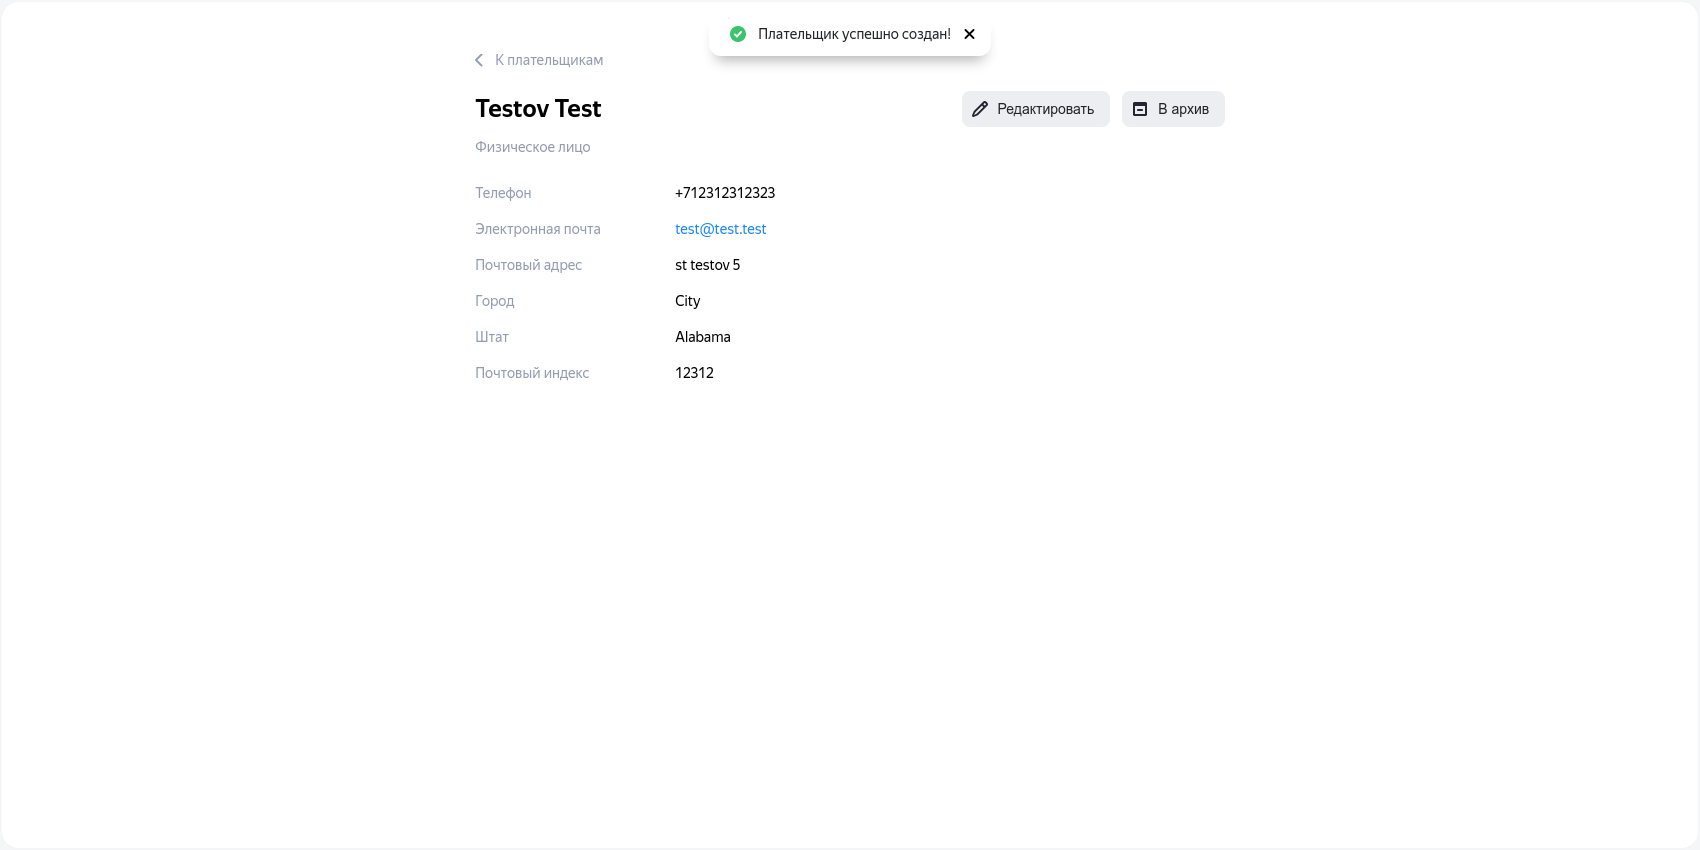 Плательщик успешно создан!
К плательщикам
Testov Test
Редактировать
В архив
Физическое лицо
Телефон +712312312323
Электронная почта test@test.test
Почтовый адрес st testov 5
Город City
Штат Alabama
Почтовый индекс 12312